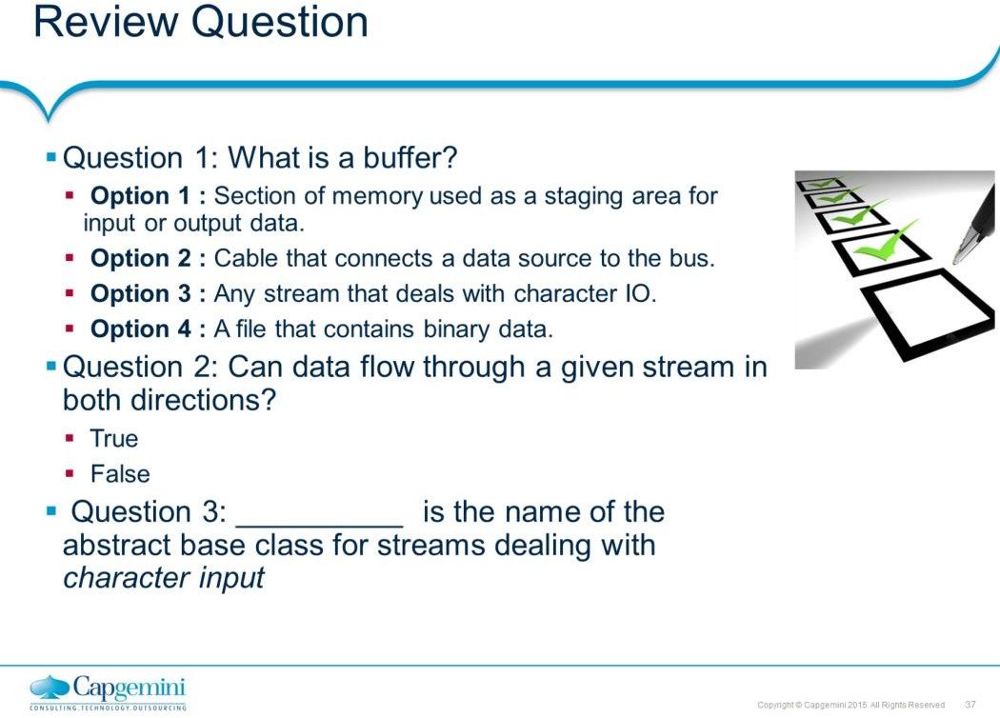 Review Question
▪ Question 1: What is a buffer?
▪ Option 1 : Section of memory used as a staging area for
input or output data.
▪ Option 2 : Cable that connects a data source to the bus.
▪ Option 3 : Any stream that deals with character IO.
▪ Option 4 : A file that contains binary data.
▪ Question 2: Can data flow through a given stream in
both directions?
▪ True
▪ False
▪ Question 3: __________ is the name of the
abstract base class for streams dealing with
character input
Capgemini
CONSULTING.TECHNOLOGY.OUTSOURCING
Copyright © Capgemini 2015. All Rights Reserved 37